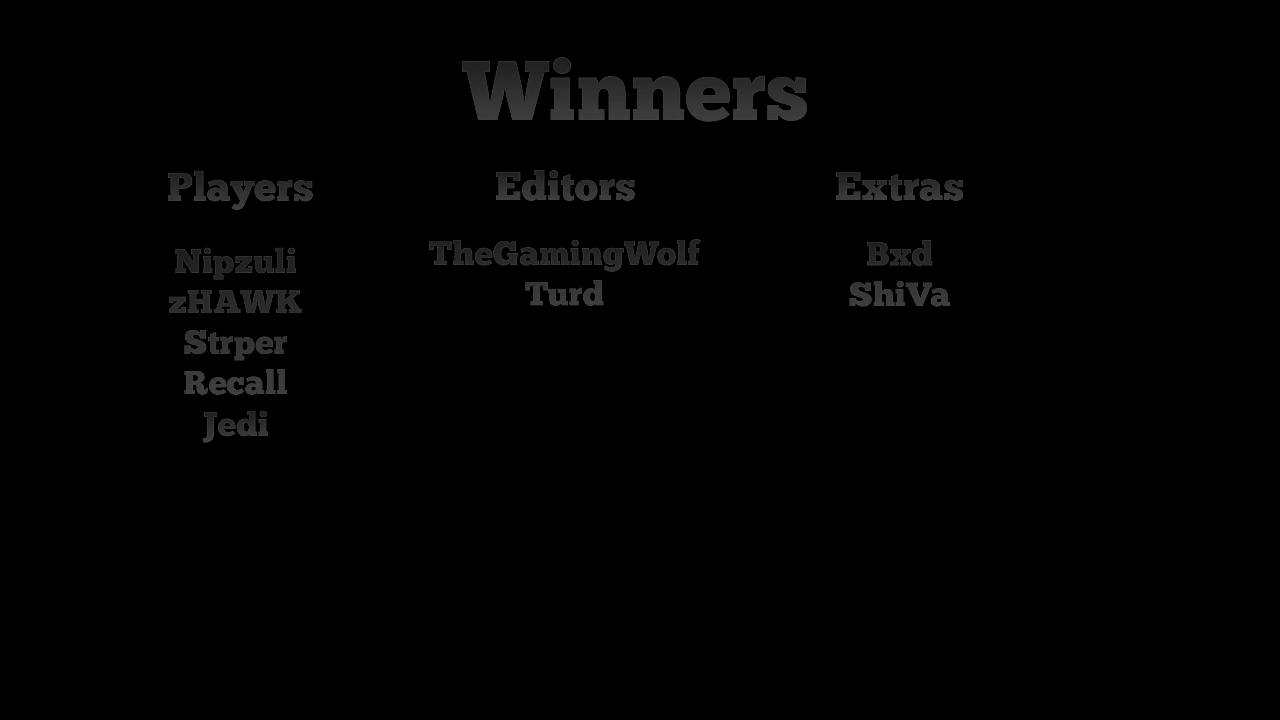 Winners
Players
Nipzuli
zHAWK
Strper
Recall
Jedi
Editors
TheGamingWolf
Turd
Extras
Bxd
ShiVa